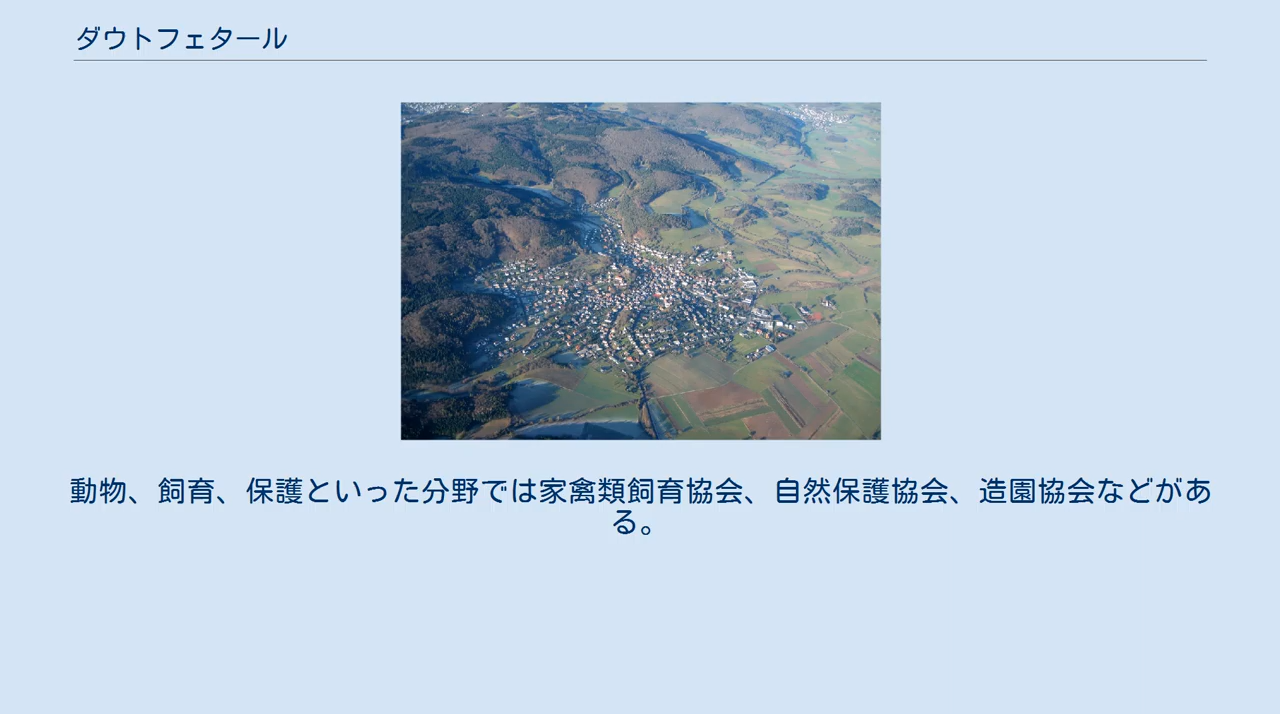 ダウトフェタール
動物、飼育、保護といった分野では家禽類飼育協会、自然保護協会、造園協会などがあ
る。